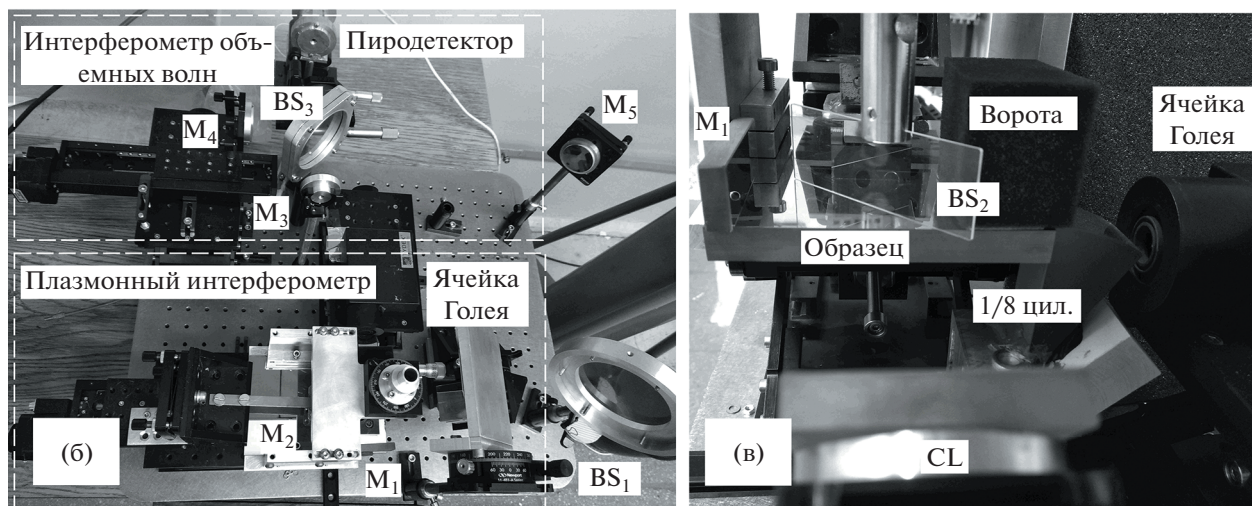 Интерферометр объ-
емных волн
Пиродетектор
BS3
M4
M5
M3
Плазмонный интерферометр
Ячейка
Голея
M2
(б)
M1
BS1
M1
Ворота
Ячейка
Голея
BS2
Образец
1/8 цил.
(в)
CL